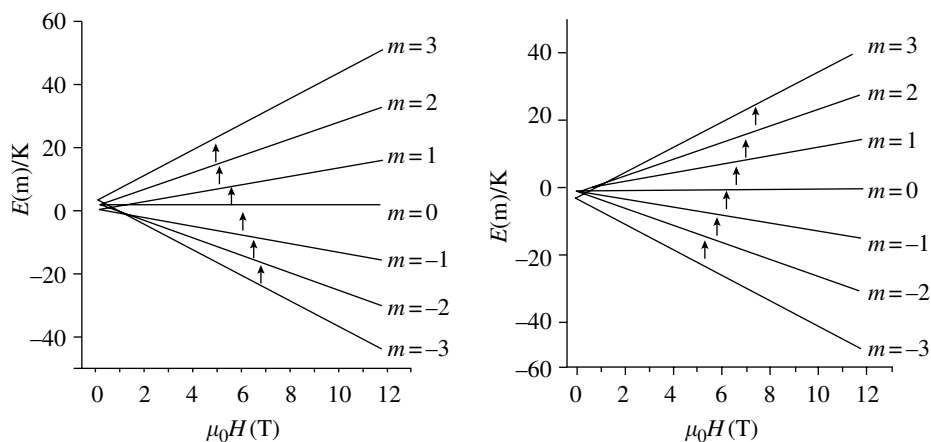 60
40
20
0
−20
−40
E(m)/K
m = 3
m = 2
m = 1
m = 0
m = −1
m = −2
m = −3
0 2 4 6 8 10 12
μ₀H (T)
60
40
20
0
−20
−40
−60
E(m)/K
m = 3
m = 2
m = 1
m = 0
m = −1
m = −2
m = −3
0 2 4 6 8 10 12
μ₀H (T)